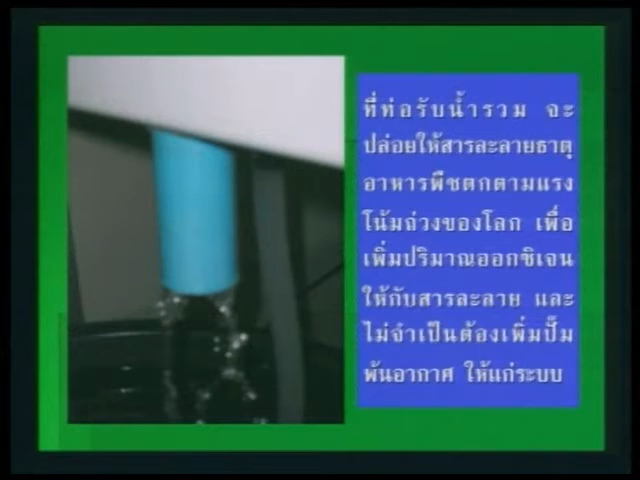 ที่ท่อรับน้ำรวม จะ
ปล่อยให้สารละลายธาตุ
อาหารพืชตกตามแรง
โน้มถ่วงของโลก เพื่อ
เพิ่มปริมาณออกซิเจน
ให้กับสารละลาย และ
ไม่จำเป็นต้องเพิ่มปั๊ม
พ้นอากาศ ให้แก่ระบบ